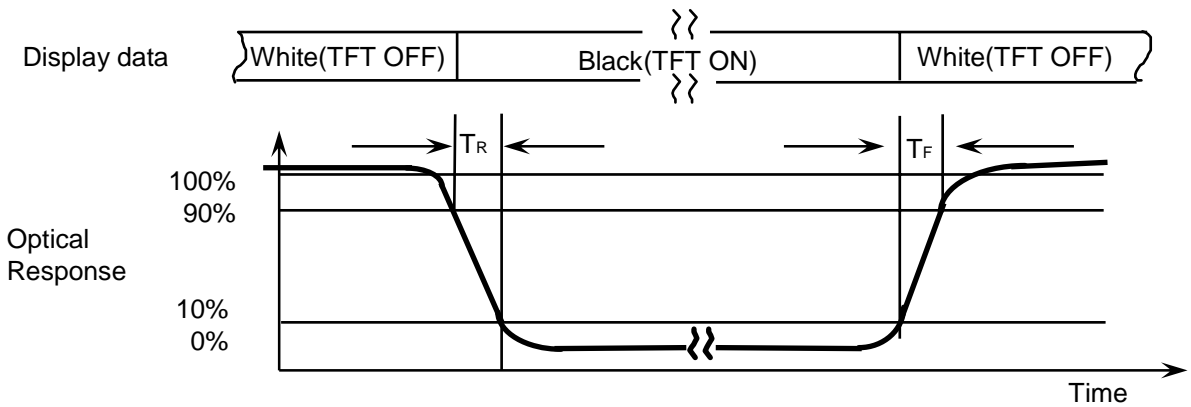 Display data White(TFT OFF) Black(TFT ON) White(TFT OFF)
TR TF
100%
90%
Optical
Response
10%
0%
Time